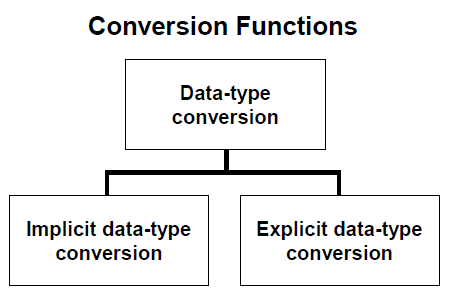 Conversion Functions
Data-type
conversion
Implicit data-type
conversion
Explicit data-type
conversion